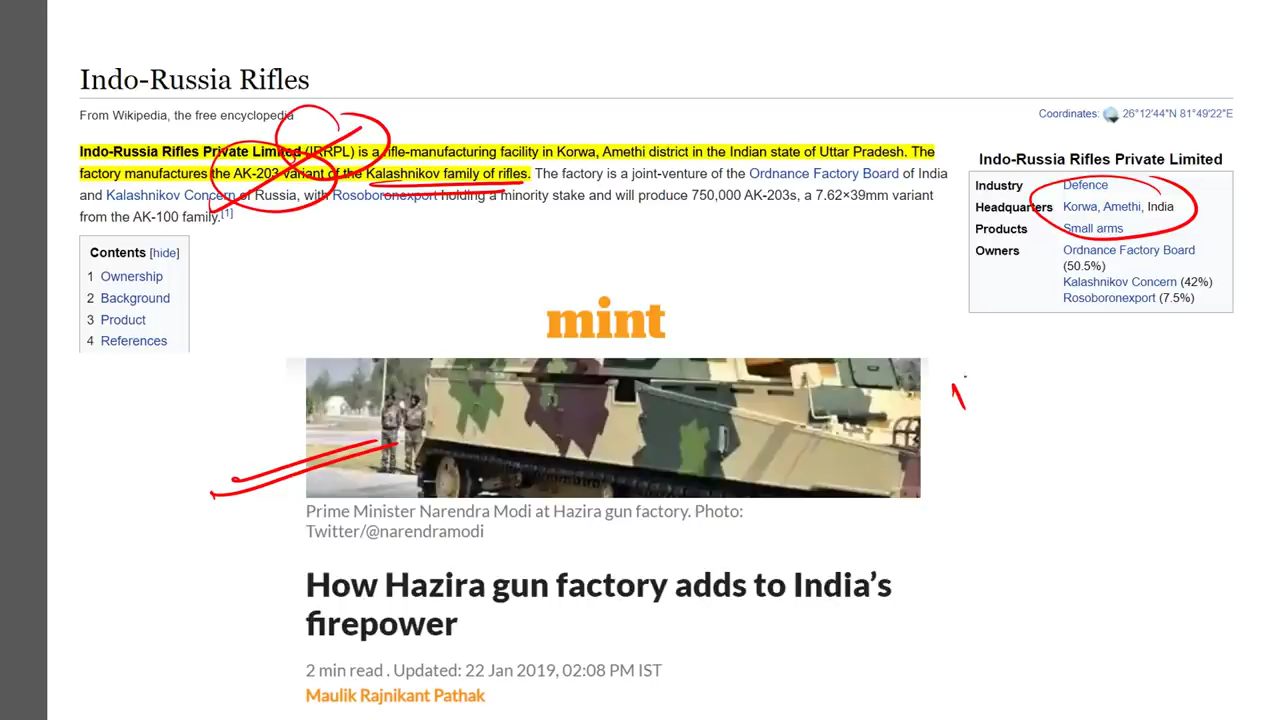 Indo-Russia Rifles
From Wikipedia, the free encyclopedia
Coordinates: 26°12′44″N 81°49′22″E
Indo-Russia Rifles Private Limited (IRRPL) is a rifle-manufacturing facility in Korwa, Amethi district in the Indian state of Uttar Pradesh. The
factory manufactures the AK-203 variant of the Kalashnikov family of rifles. The factory is a joint-venture of the Ordnance Factory Board of India
and Kalashnikov Concern of Russia, with Rosoboronexport holding a minority stake and will produce 750,000 AK-203s, a 7.62×39mm variant
from the AK-100 family.[1]
Indo-Russia Rifles Private Limited
Industry Defence
Headquarters Korwa, Amethi, India
Products Small arms
Owners Ordnance Factory Board
(50.5%)
Kalashnikov Concern (42%)
Rosoboronexport (7.5%)
Contents [hide]
1 Ownership
2 Background
3 Product
4 References
mint
Prime Minister Narendra Modi at Hazira gun factory. Photo:
Twitter/@narendramodi
How Hazira gun factory adds to India's
firepower
2 min read . Updated: 22 Jan 2019, 02:08 PM IST
Maulik Rajnikant Pathak